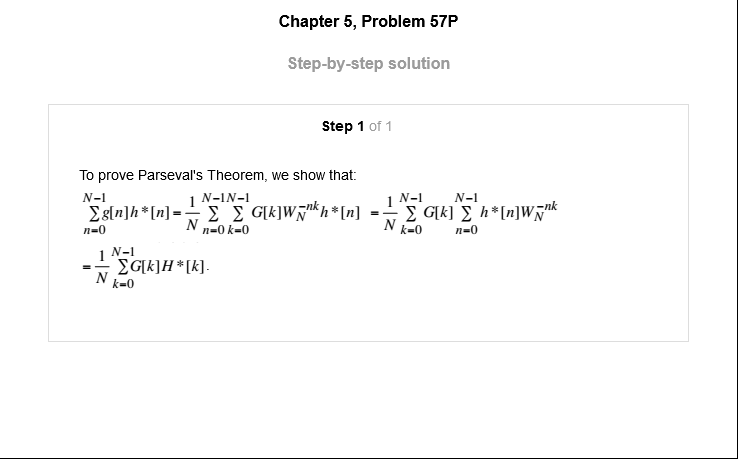 Chapter 5, Problem 57P
Step-by-step solution
Step 1 of 1
To prove Parseval's Theorem, we show that:
$\sum_{n=0}^{N-1} g[n]h*[n] = \frac{1}{N} \sum_{n=0}^{N-1} \sum_{k=0}^{N-1} G[k]W_N^{-nk}h*[n] = \frac{1}{N} \sum_{k=0}^{N-1} G[k] \sum_{n=0}^{N-1} h*[n]W_N^{-nk}$
$= \frac{1}{N} \sum_{k=0}^{N-1} G[k]H*[k].$